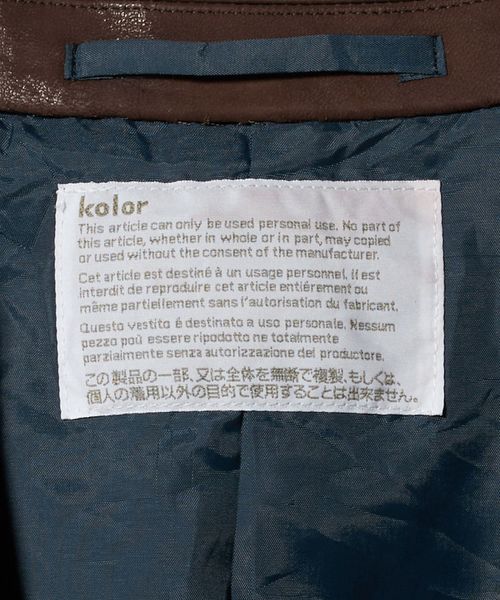 kolor
This article can only be used personal use. No part of
this article, whether in whole or in part, may copied
or used without the consent of the manufacturer.
Cet article est destiné à un usage personnel. il est
interdit de reproduire cet article entiérement ou
même partiellement sans l'autorisation du fabricant.
Questo vestito é destinato a uso personale. Nessum
pezzo può essere ripodotto ne totalmente
parzialmente senza autorizzazione del productore.
この製品の一部、又は全体を無断で複製、もしくは、
個人の着用以外の目的で使用することは出来ません。